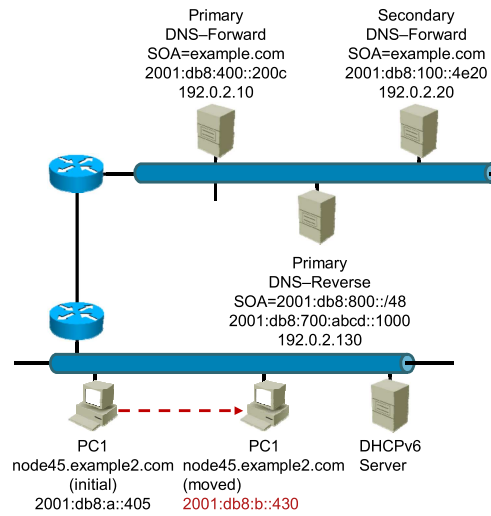 Primary
DNS–Forward
SOA=example.com
2001:db8:400::200c
192.0.2.10
Secondary
DNS–Forward
SOA=example.com
2001:db8:100::4e20
192.0.2.20
Primary
DNS–Reverse
SOA=2001:db8:800::/48
2001:db8:700:abcd::1000
192.0.2.130
PC1
node45.example2.com
(initial)
2001:db8:a::405
PC1
node45.example2.com
(moved)
2001:db8:b::430
DHCPv6
Server